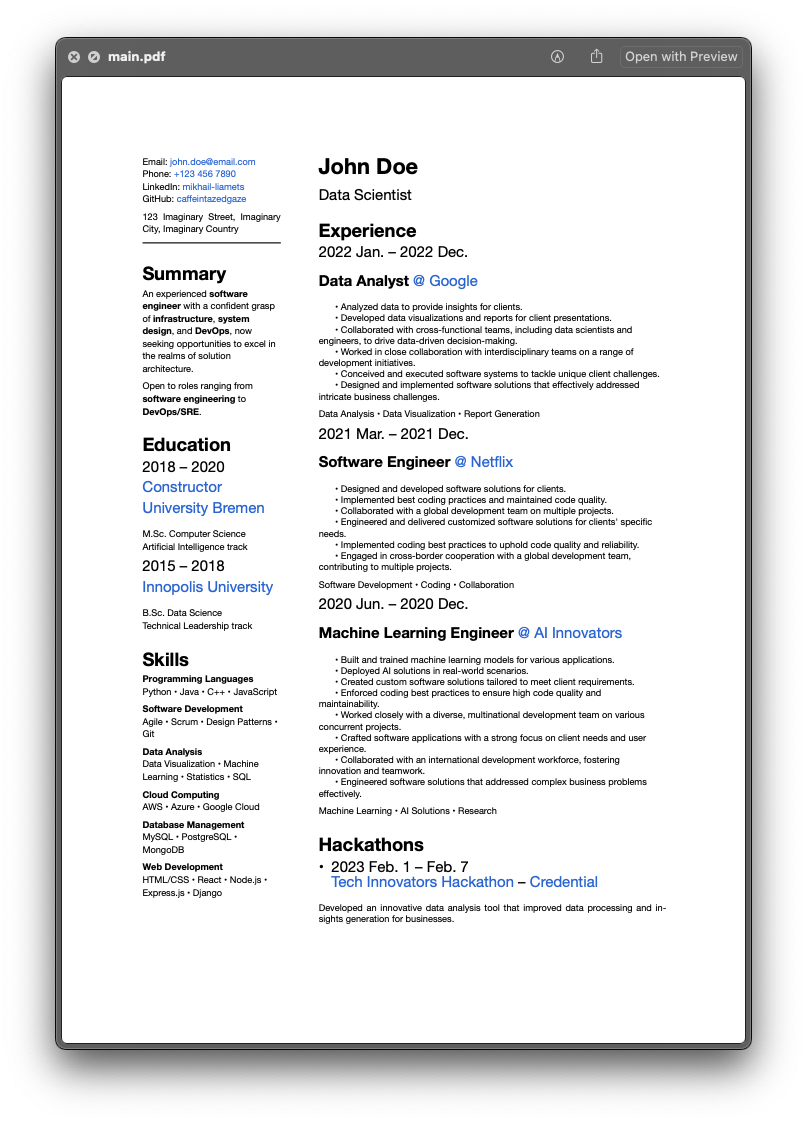 main.pdf
Open with Preview
Email: john.doe@email.com
Phone: +123 456 7890
LinkedIn: mikhail-liamets
GitHub: caffeintazedgaze
123 Imaginary Street, Imaginary
City, Imaginary Country
Summary
An experienced software
engineer with a confident grasp
of infrastructure, system
design, and DevOps, now
seeking opportunities to excel in
the realms of solution
architecture.
Open to roles ranging from
software engineering to
DevOps/SRE.
Education
2018 – 2020
Constructor
University Bremen
M.Sc. Computer Science
Artificial Intelligence track
2015 – 2018
Innopolis University
B.Sc. Data Science
Technical Leadership track
Skills
Programming Languages
Python • Java • C++ • JavaScript
Software Development
Agile • Scrum • Design Patterns •
Git
Data Analysis
Data Visualization • Machine
Learning • Statistics • SQL
Cloud Computing
AWS • Azure • Google Cloud
Database Management
MySQL • PostgreSQL •
MongoDB
Web Development
HTML/CSS • React • Node.js •
Express.js • Django
John Doe
Data Scientist
Experience
2022 Jan. – 2022 Dec.
Data Analyst @ Google
• Analyzed data to provide insights for clients.
• Developed data visualizations and reports for client presentations.
• Collaborated with cross-functional teams, including data scientists and
engineers, to drive data-driven decision-making.
• Worked in close collaboration with interdisciplinary teams on a range of
development initiatives.
• Conceived and executed software systems to tackle unique client challenges.
• Designed and implemented software solutions that effectively addressed
intricate business challenges.
Data Analysis • Data Visualization • Report Generation
2021 Mar. – 2021 Dec.
Software Engineer @ Netflix
• Designed and developed software solutions for clients.
• Implemented best coding practices and maintained code quality.
• Collaborated with a global development team on multiple projects.
• Engineered and delivered customized software solutions for clients' specific
needs.
• Implemented coding best practices to uphold code quality and reliability.
• Engaged in cross-border cooperation with a global development team,
contributing to multiple projects.
Software Development • Coding • Collaboration
2020 Jun. – 2020 Dec.
Machine Learning Engineer @ AI Innovators
• Built and trained machine learning models for various applications.
• Deployed AI solutions in real-world scenarios.
• Created custom software solutions tailored to meet client requirements.
• Enforced coding best practices to ensure high code quality and
maintainability.
• Worked closely with a diverse, multinational development team on various
concurrent projects.
• Crafted software applications with a strong focus on client needs and user
experience.
• Collaborated with an international development workforce, fostering
innovation and teamwork.
• Engineered software solutions that addressed complex business problems
effectively.
Machine Learning • AI Solutions • Research
Hackathons
• 2023 Feb. 1 – Feb. 7
Tech Innovators Hackathon – Credential
Developed an innovative data analysis tool that improved data processing and in-
sights generation for businesses.